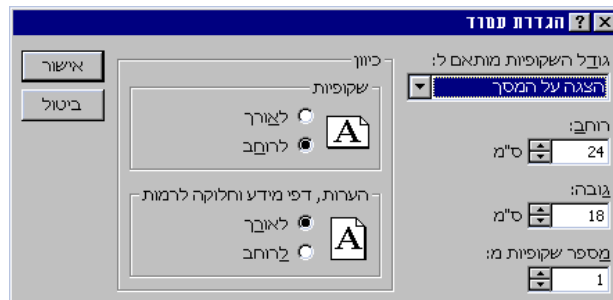 הגדרת עמוד
גודל השקופיות מותאם ל:
הצגה על המסך
רוחב:
24 ס"מ
גובה:
18 ס"מ
מספר שקופיות מ:
1
כיוון
שקופיות
לאורך
לרוחב
A
הערות, דפי מידע וחלוקה לרמות
לאורך
לרוחב
A
אישור
ביטול